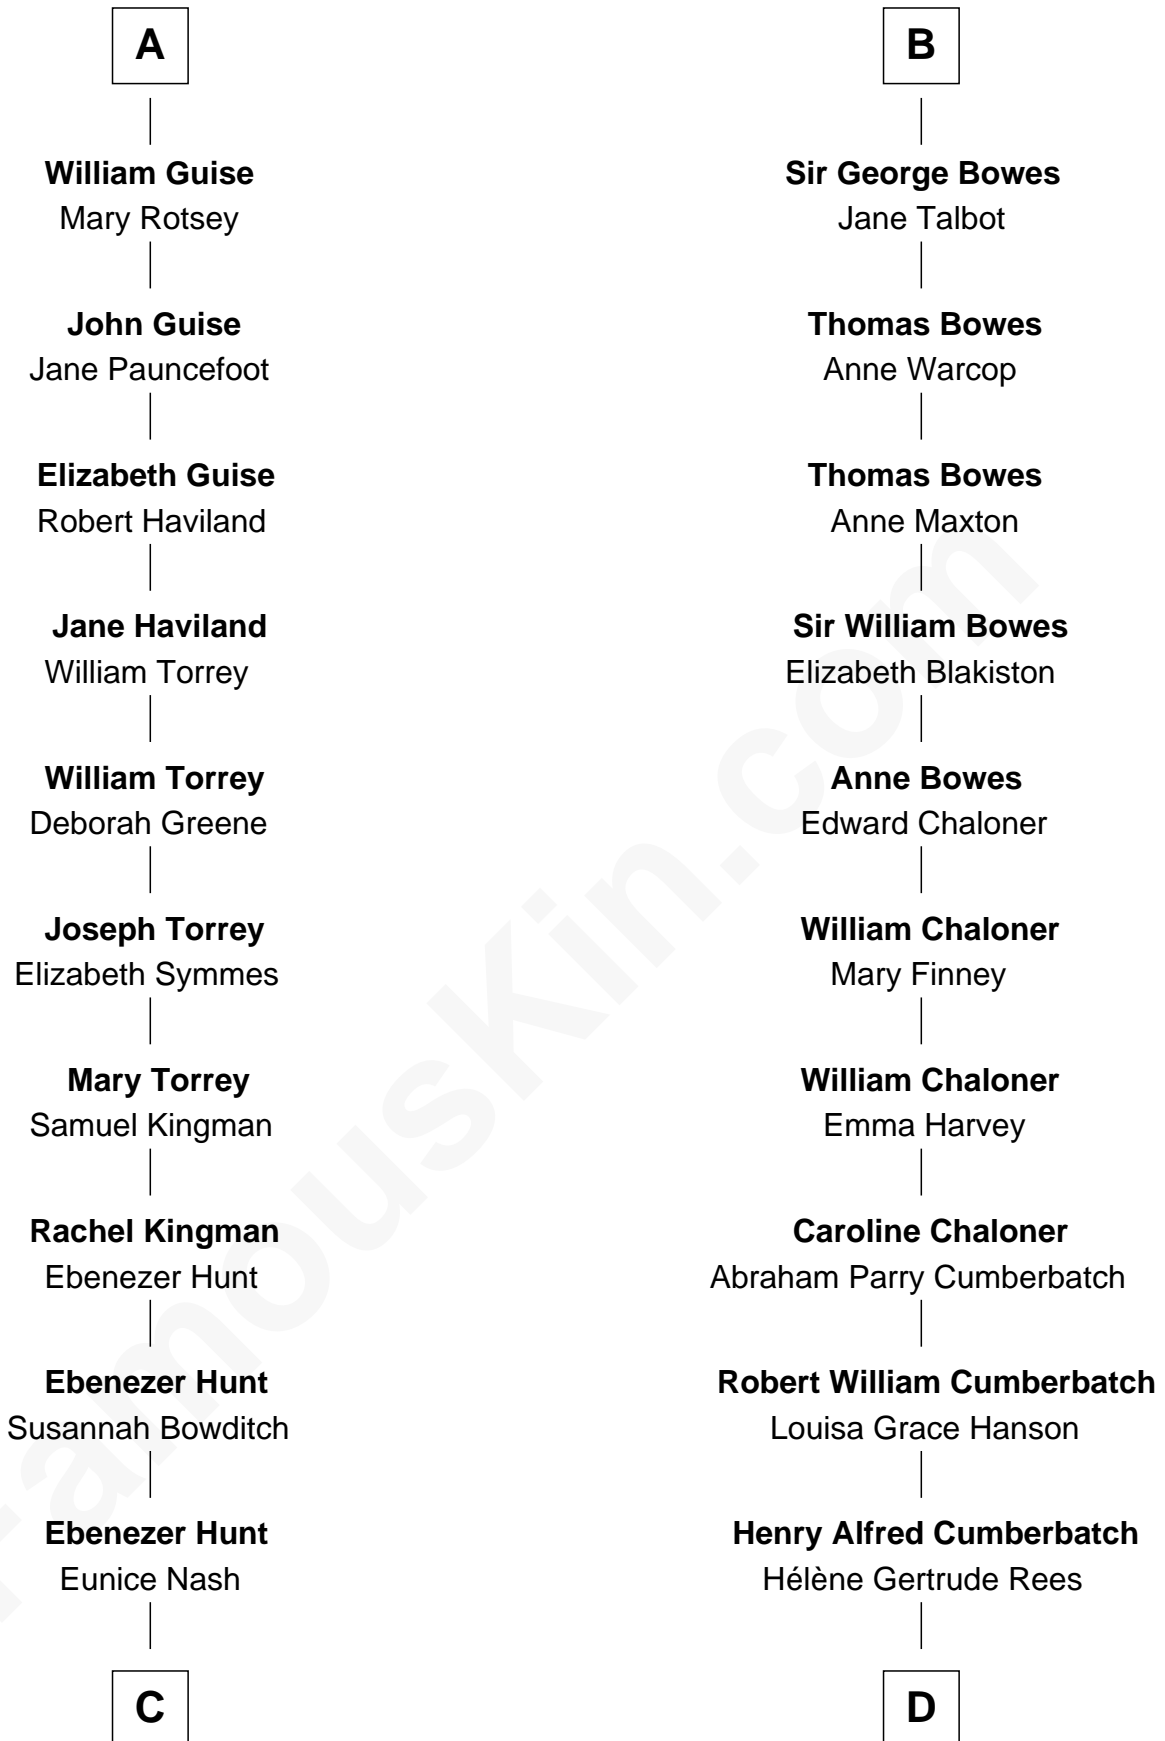 A
William Guise
Mary Rotsey
John Guise
Jane Pauncefoot
Elizabeth Guise
Robert Haviland
Jane Haviland
William Torrey
William Torrey
Deborah Greene
Joseph Torrey
Elizabeth Symmes
Mary Torrey
Samuel Kingman
Rachel Kingman
Ebenezer Hunt
Ebenezer Hunt
Susannah Bowditch
Ebenezer Hunt
Eunice Nash
C
B
Sir George Bowes
Jane Talbot
Thomas Bowes
Anne Warcop
Thomas Bowes
Anne Maxton
Sir William Bowes
Elizabeth Blakiston
Anne Bowes
Edward Chaloner
William Chaloner
Mary Finney
William Chaloner
Emma Harvey
Caroline Chaloner
Abraham Parry Cumberbatch
Robert William Cumberbatch
Louisa Grace Hanson
Henry Alfred Cumberbatch
Hélène Gertrude Rees
D
FamousKin.com